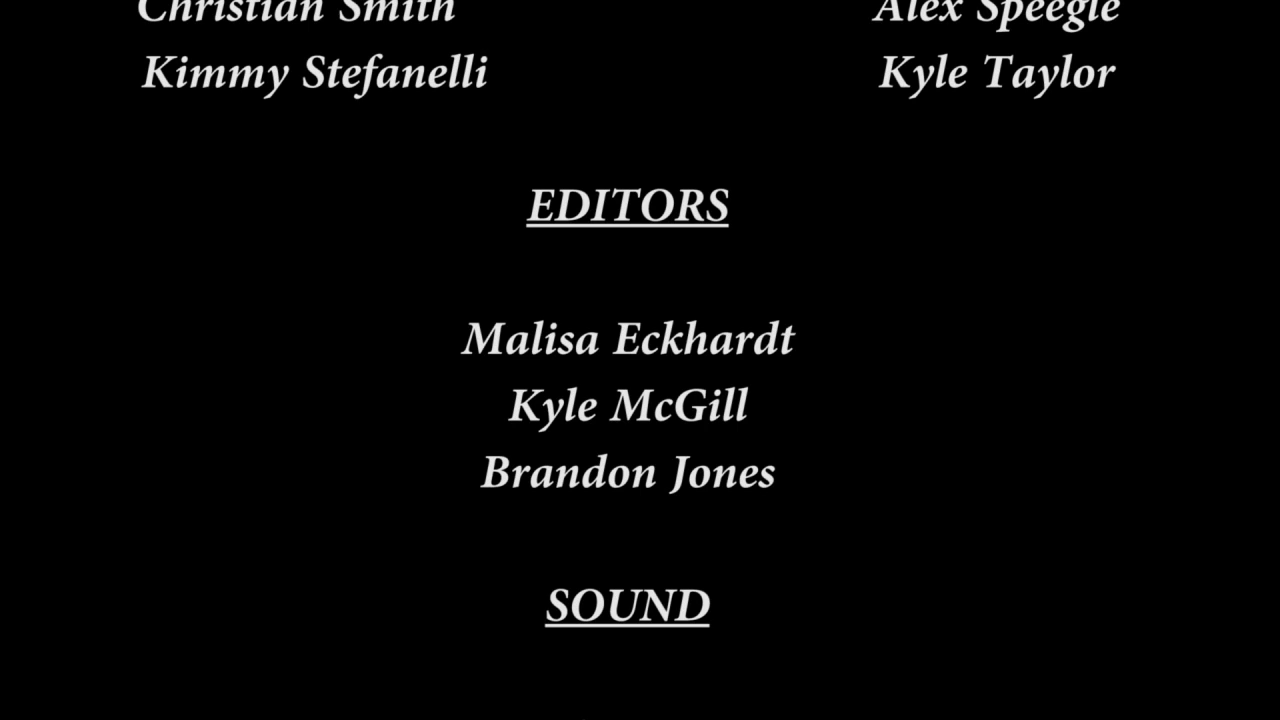 Christian Smith Alex Speegle
Kimmy Stefanelli Kyle Taylor
EDITORS
Malisa Eckhardt
Kyle McGill
Brandon Jones
SOUND